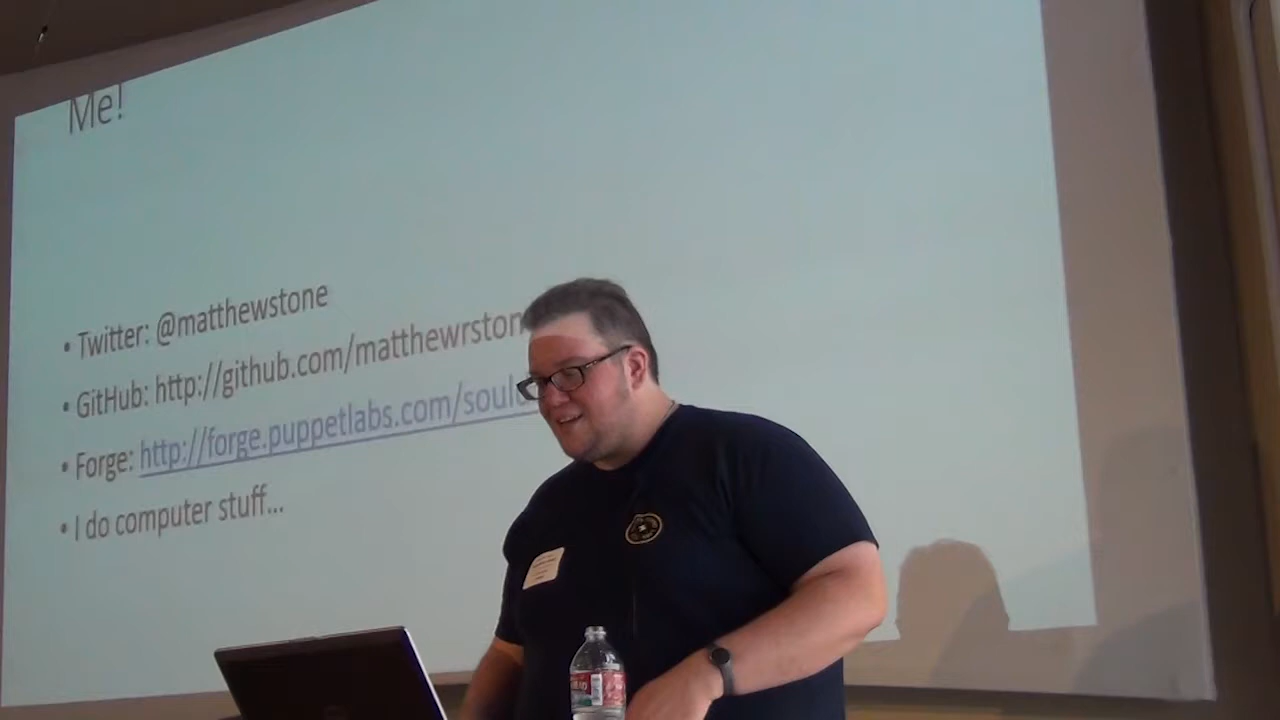 Me!
• Twitter: @matthewstone
• GitHub: http://github.com/matthewrston
• Forge: http://forge.puppetlabs.com/soul
• I do computer stuff...